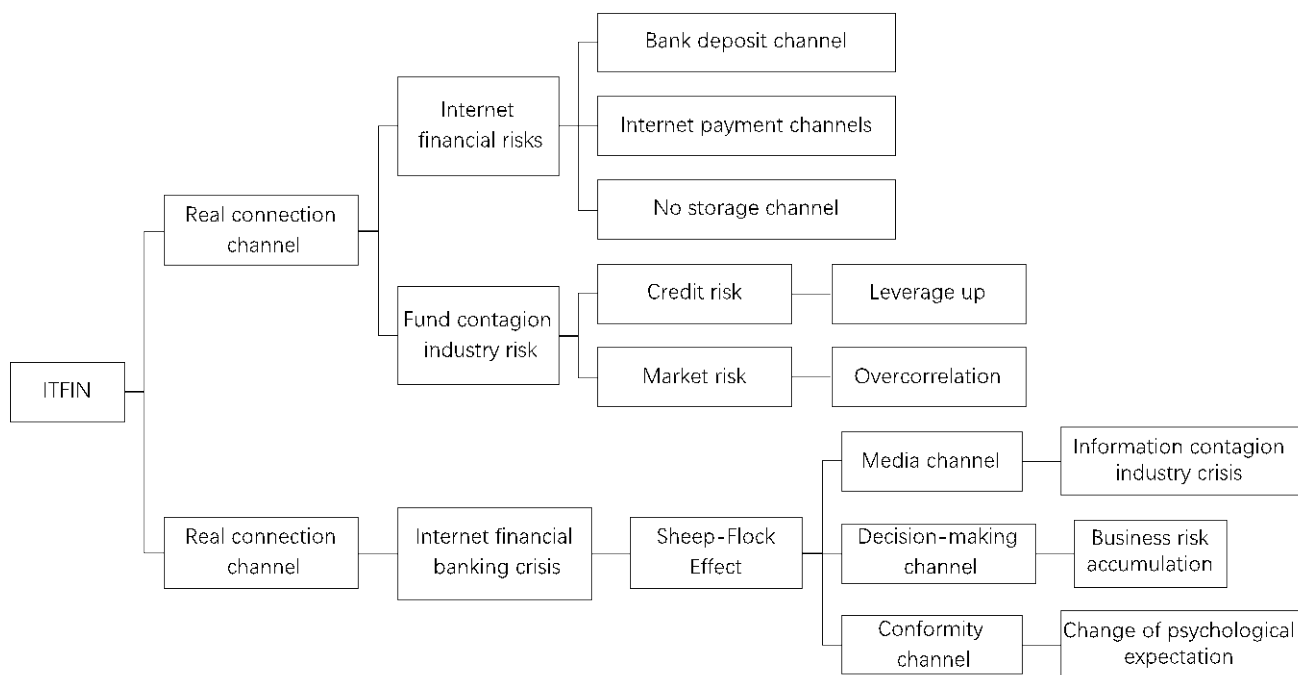 Bank deposit channel
Internet
financial risks
Internet payment channels
No storage channel
Real connection
channel
Fund contagion
industry risk
Credit risk
Leverage up
Market risk
Overcorrelation
ITFIN
Media channel
Information contagion
industry crisis
Real connection
channel
Internet financial
banking crisis
Sheep-Flock
Effect
Decision-making
channel
Business risk
accumulation
Conformity
channel
Change of psychological
expectation